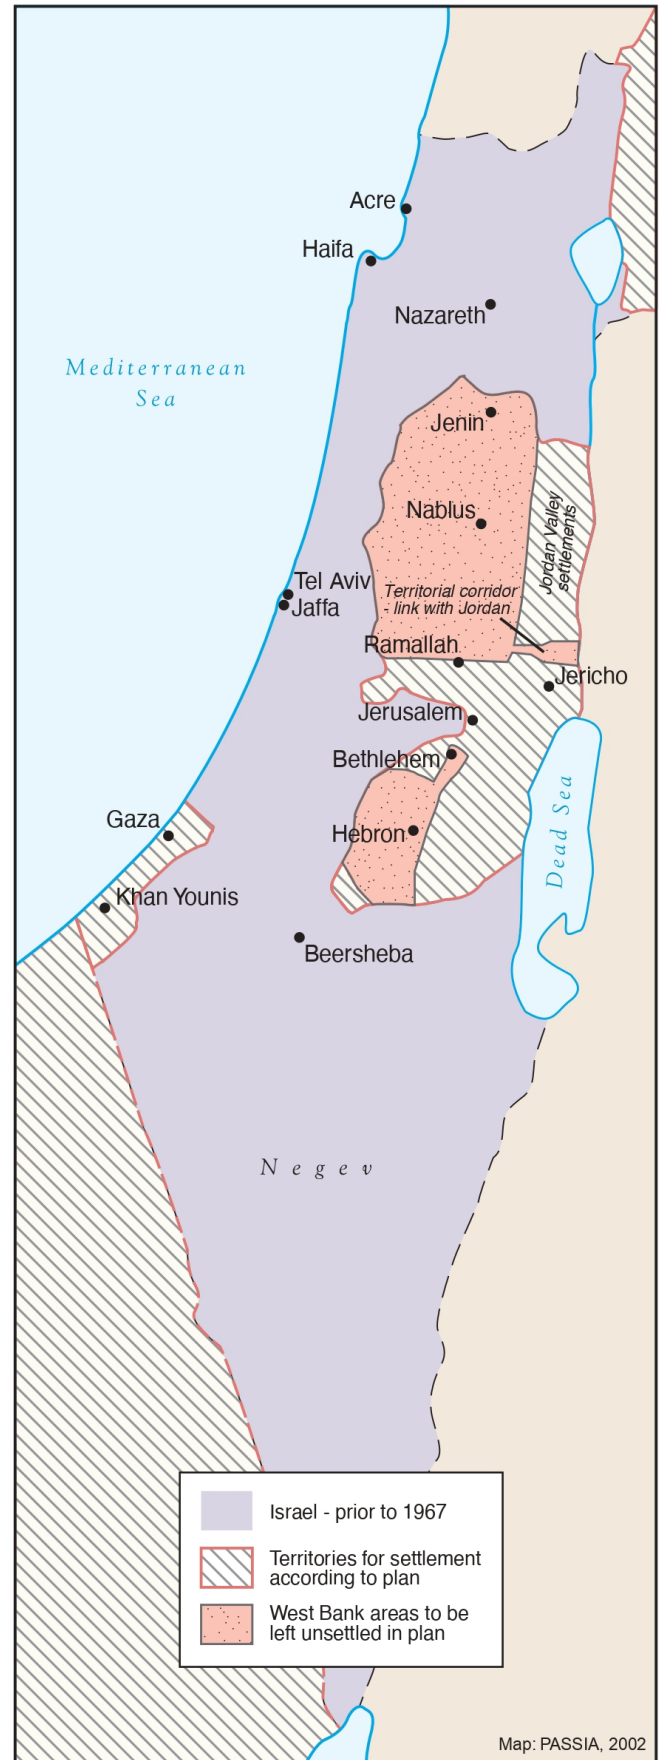 Acre
Haifa
Nazareth
Mediterranean
Sea
Jenin
Nablus
Jordan Valley
settlements
Tel Aviv
Jaffa
Territorial corridor
- link with Jordan
Ramallah
Jericho
Jerusalem
Bethlehem
Dead Sea
Gaza
Hebron
Khan Younis
Beersheba
Negev
Israel - prior to 1967
Territories for settlement
according to plan
West Bank areas to be
left unsettled in plan
Map: PASSIA, 2002